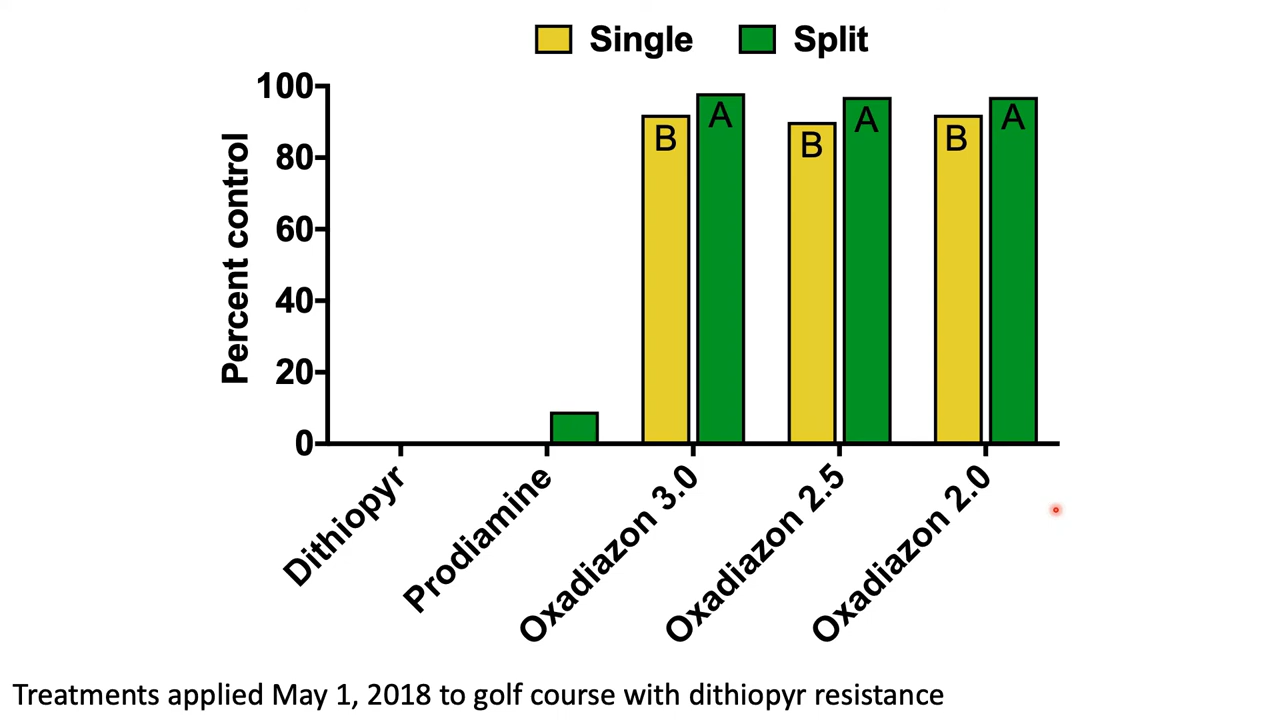 Single Split
100
80
60
40
20
0
Percent control
B A B A B A
Dithiopyr
Prodiamine
Oxadiazon 3.0
Oxadiazon 2.5
Oxadiazon 2.0
Treatments applied May 1, 2018 to golf course with dithiopyr resistance